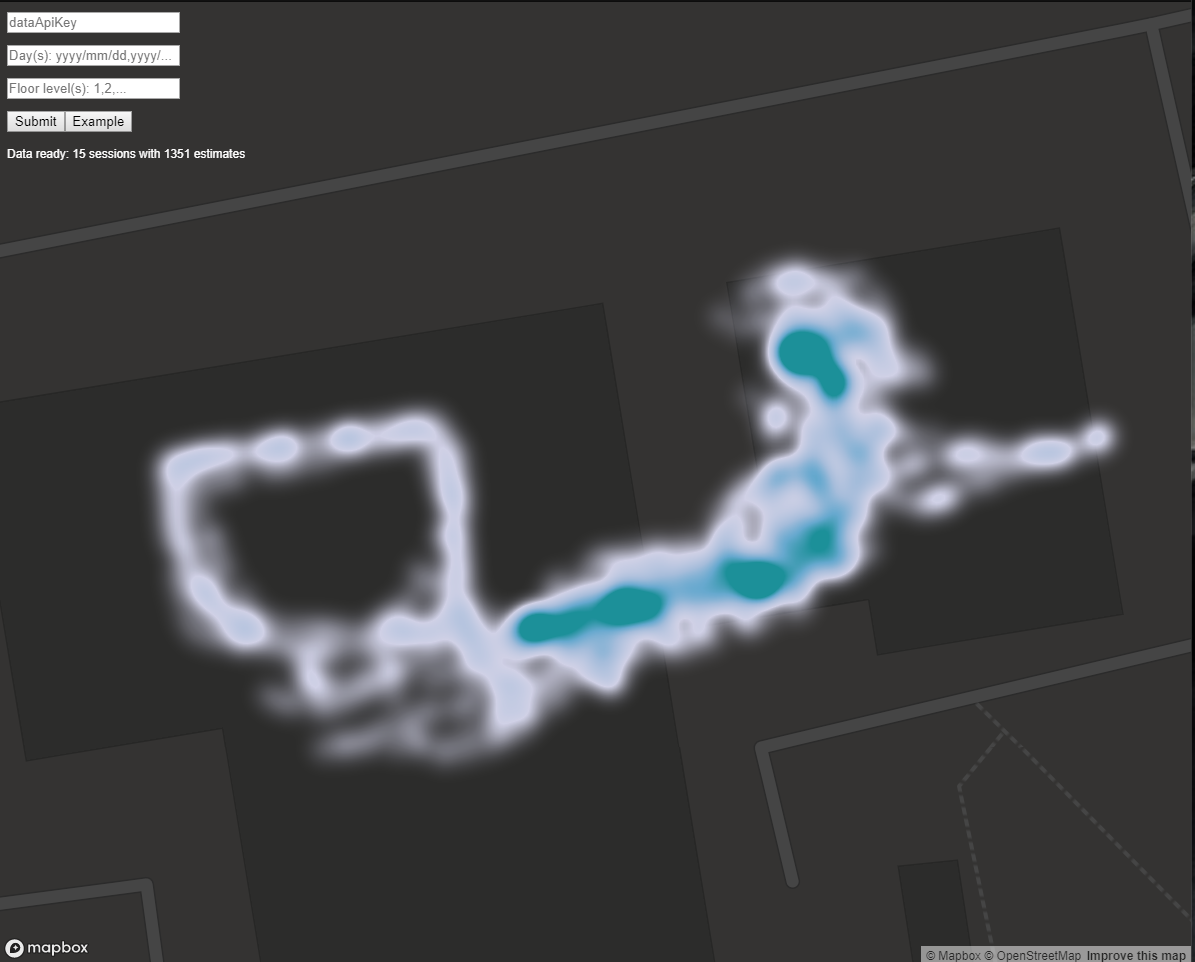 dataApiKey
Day(s): yyyy/mm/dd,yyyy/...
Floor level(s): 1,2,...
Submit Example
Data ready: 15 sessions with 1351 estimates
mapbox
© Mapbox © OpenStreetMap Improve this map